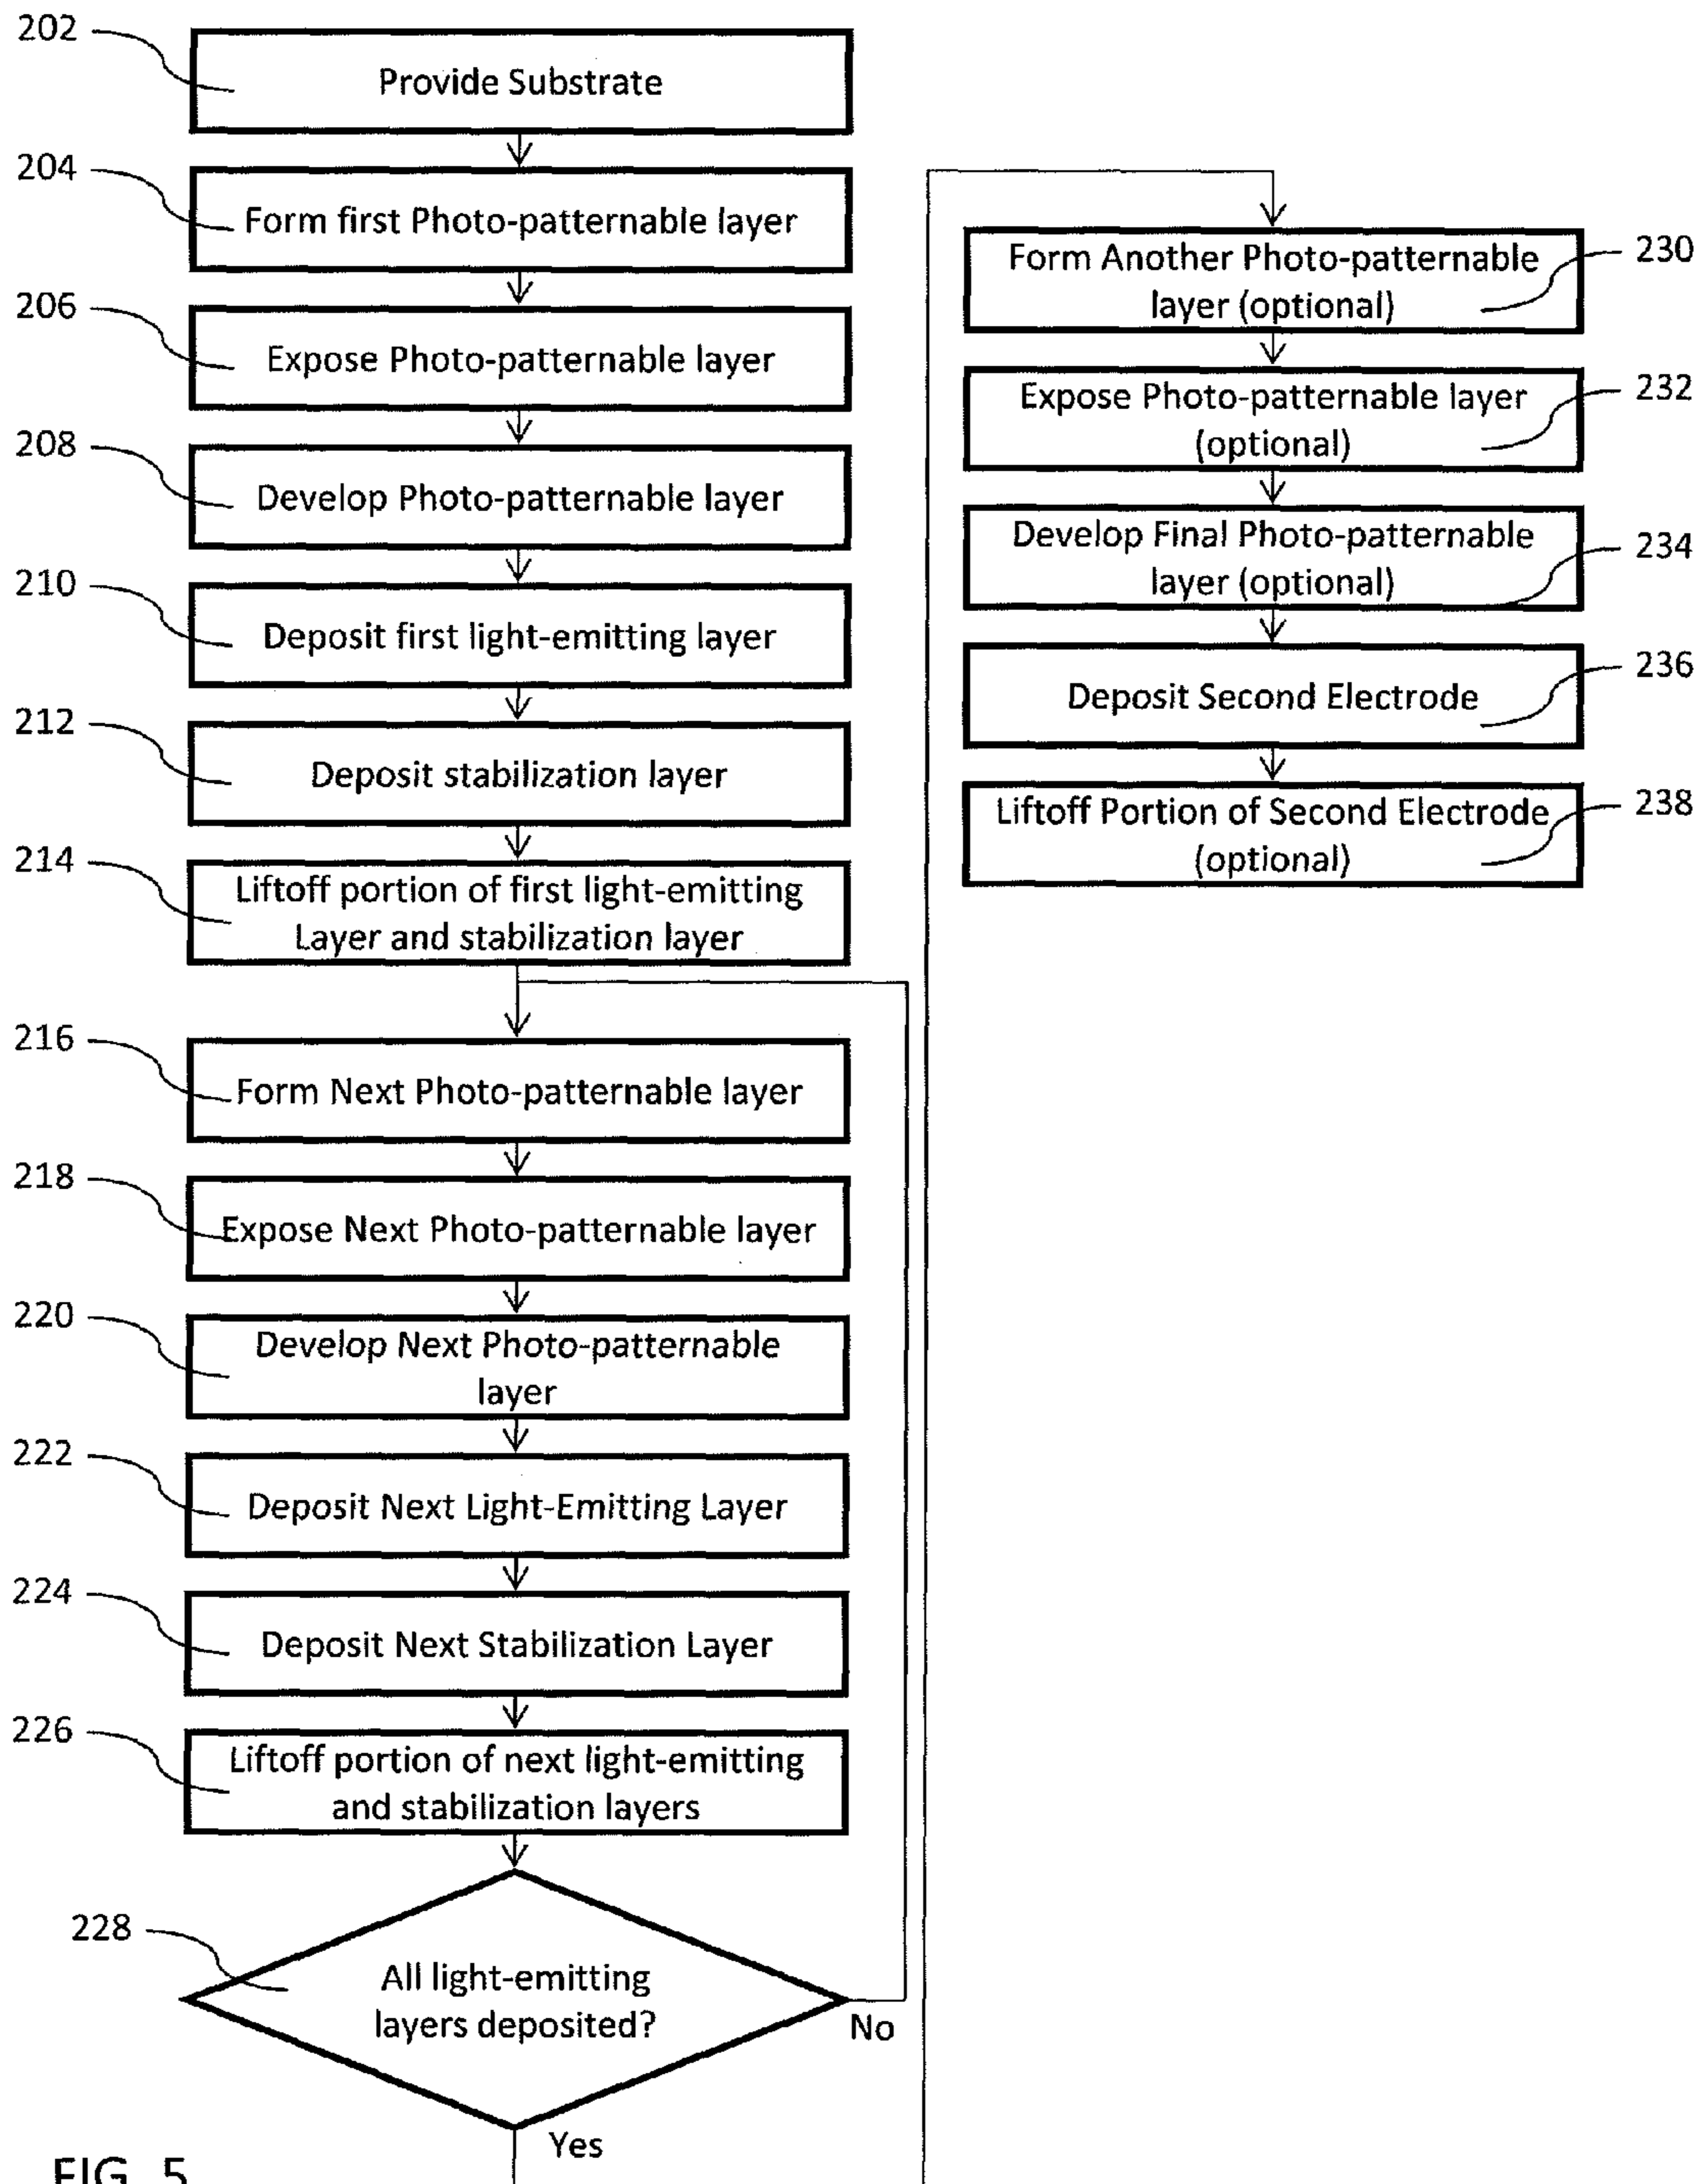 202
Provide Substrate
204
Form first Photo-patternable layer
206
Expose Photo-patternable layer
208
Develop Photo-patternable layer
210
Deposit first light-emitting layer
212
Deposit stabilization layer
214
Liftoff portion of first light-emitting
Layer and stabilization layer
216
Form Next Photo-patternable layer
218
Expose Next Photo-patternable layer
220
Develop Next Photo-patternable
layer
222
Deposit Next Light-Emitting Layer
224
Deposit Next Stabilization Layer
226
Liftoff portion of next light-emitting
and stabilization layers
228
All light-emitting
layers deposited?
No
Yes
Form Another Photo-patternable
layer (optional)
230
Expose Photo-patternable layer
(optional)
232
Develop Final Photo-patternable
layer (optional)
234
Deposit Second Electrode
236
Liftoff Portion of Second Electrode
(optional)
238
FIG. 5